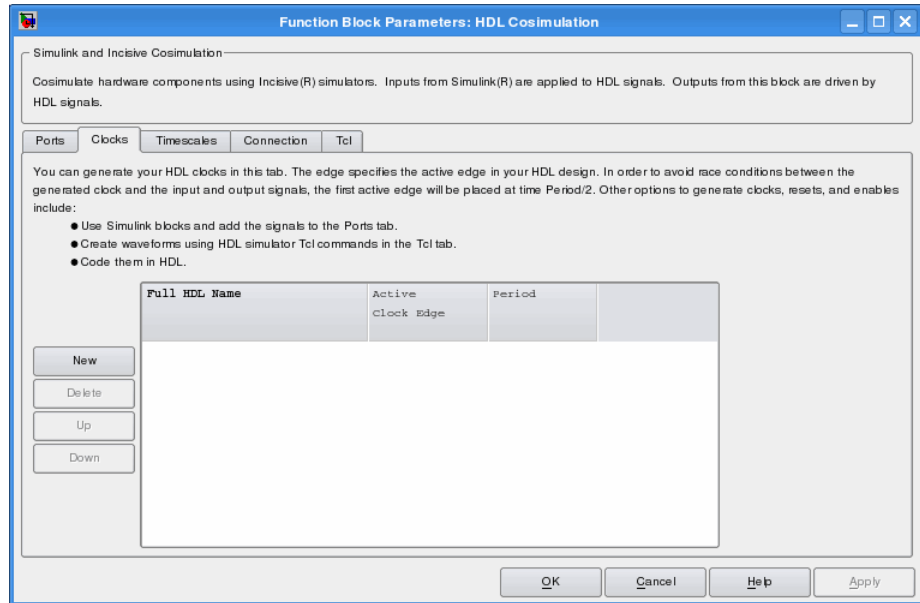 Function Block Parameters: HDL Cosimulation
Simulink and Incisive Cosimulation
Cosimulate hardware components using Incisive(R) simulators. Inputs from Simulink(R) are applied to HDL signals. Outputs from this block are driven by
HDL signals.
Ports Clocks Timescales Connection Tcl
You can generate your HDL clocks in this tab. The edge specifies the active edge in your HDL design. In order to avoid race conditions between the
generated clock and the input and output signals, the first active edge will be placed at time Period/2. Other options to generate clocks, resets, and enables
include:
● Use Simulink blocks and add the signals to the Ports tab.
● Create waveforms using HDL simulator Tcl commands in the Tcl tab.
● Code them in HDL.
Full HDL Name Active Period
Clock Edge
New
Delete
Up
Down
OK Cancel Help Apply